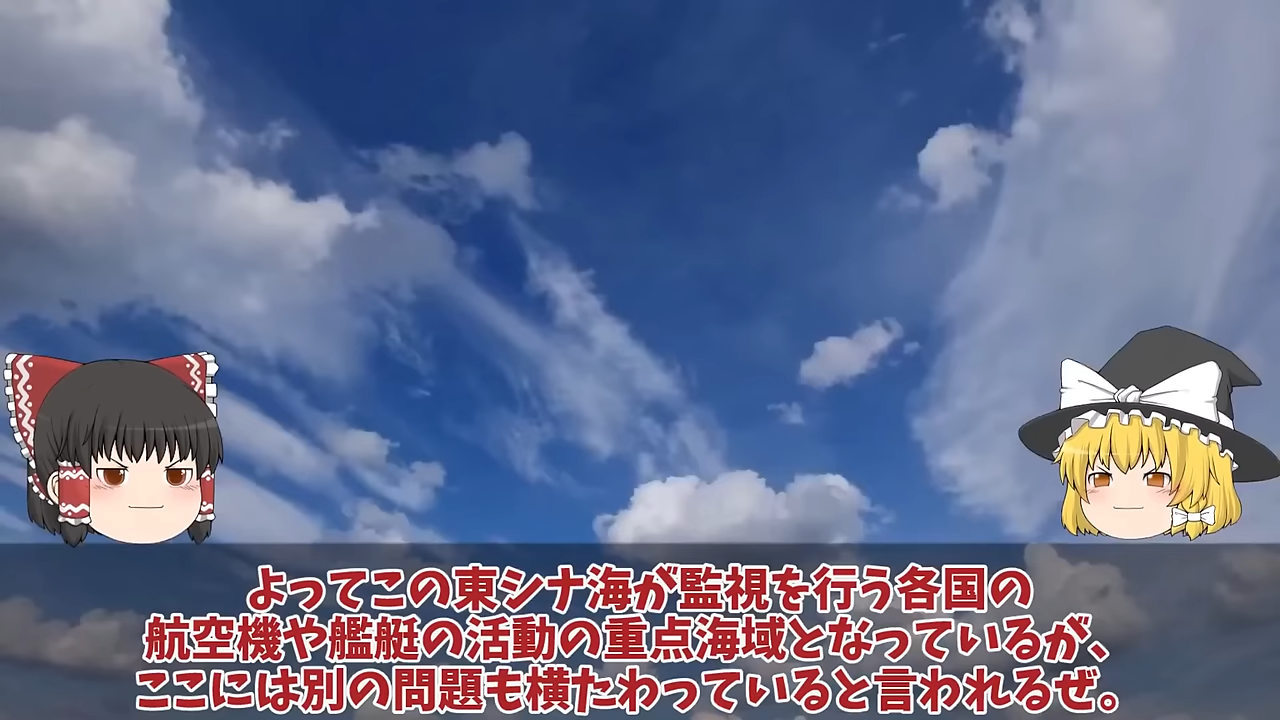 よってこの東シナ海が監視を行う各国の
航空機や艦艇の活動の重点海域となっているが、
ここには別の問題も横たわっていると言われるぜ。